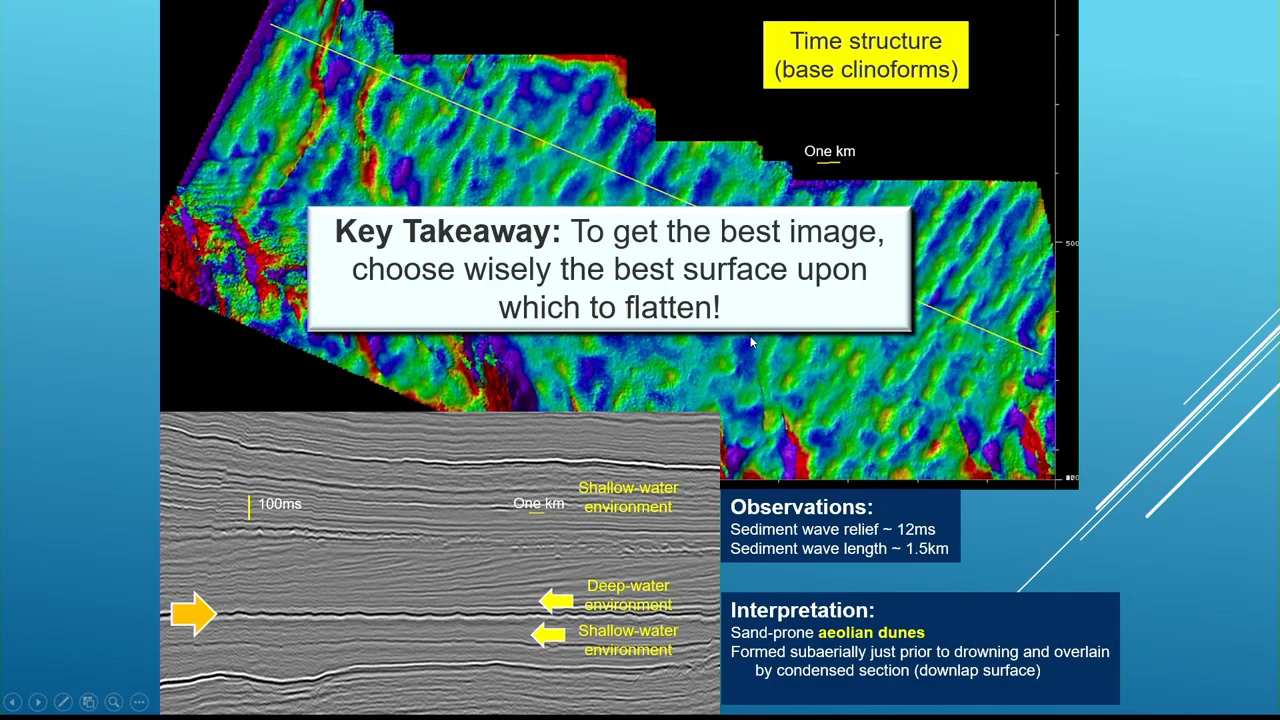 Time structure
(base clinoforms)
One km
Key Takeaway: To get the best image,
choose wisely the best surface upon
which to flatten!
500
100ms
One km
Shallow-water
environment
Deep-water
environment
Shallow-water
environment
Observations:
Sediment wave relief ~ 12ms
Sediment wave length ~ 1.5km
Interpretation:
Sand-prone aeolian dunes
Formed subaerially just prior to drowning and overlain
by condensed section (downlap surface)